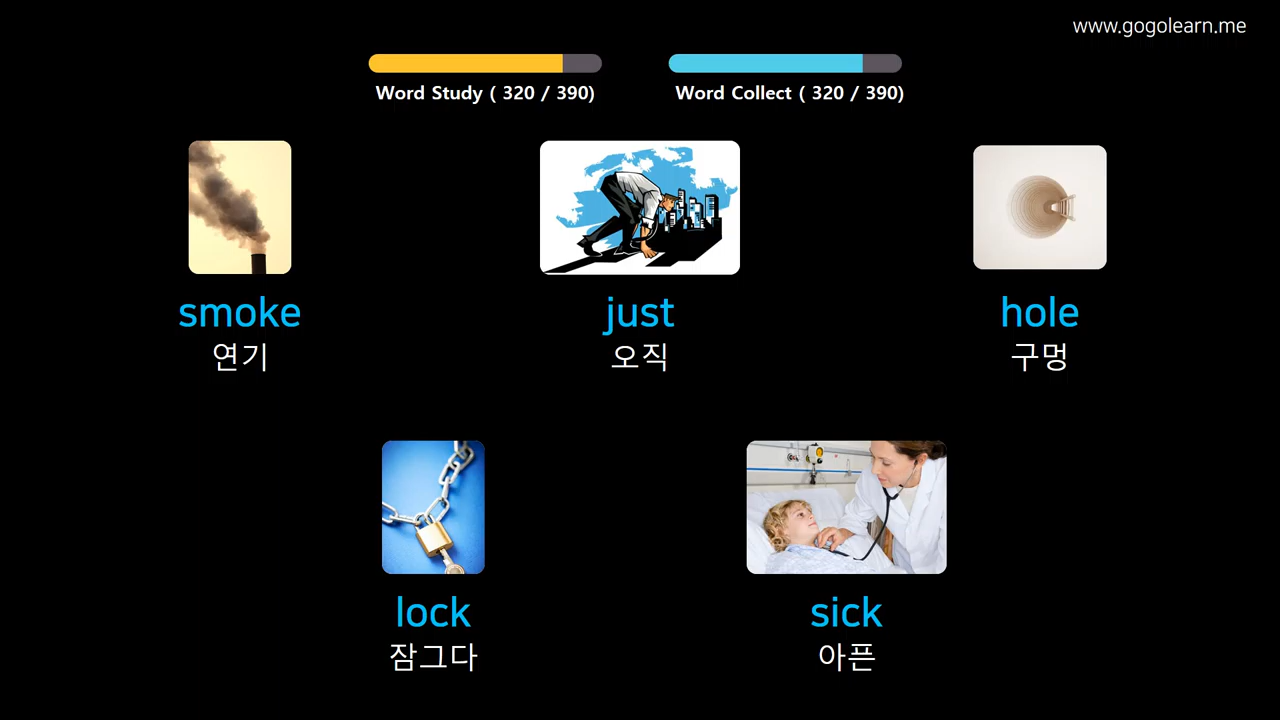 www.gogolearn.me
Word Study ( 320 / 390)
Word Collect ( 320 / 390)
smoke
연기
just
오직
hole
구멍
lock
잠그다
sick
아픈